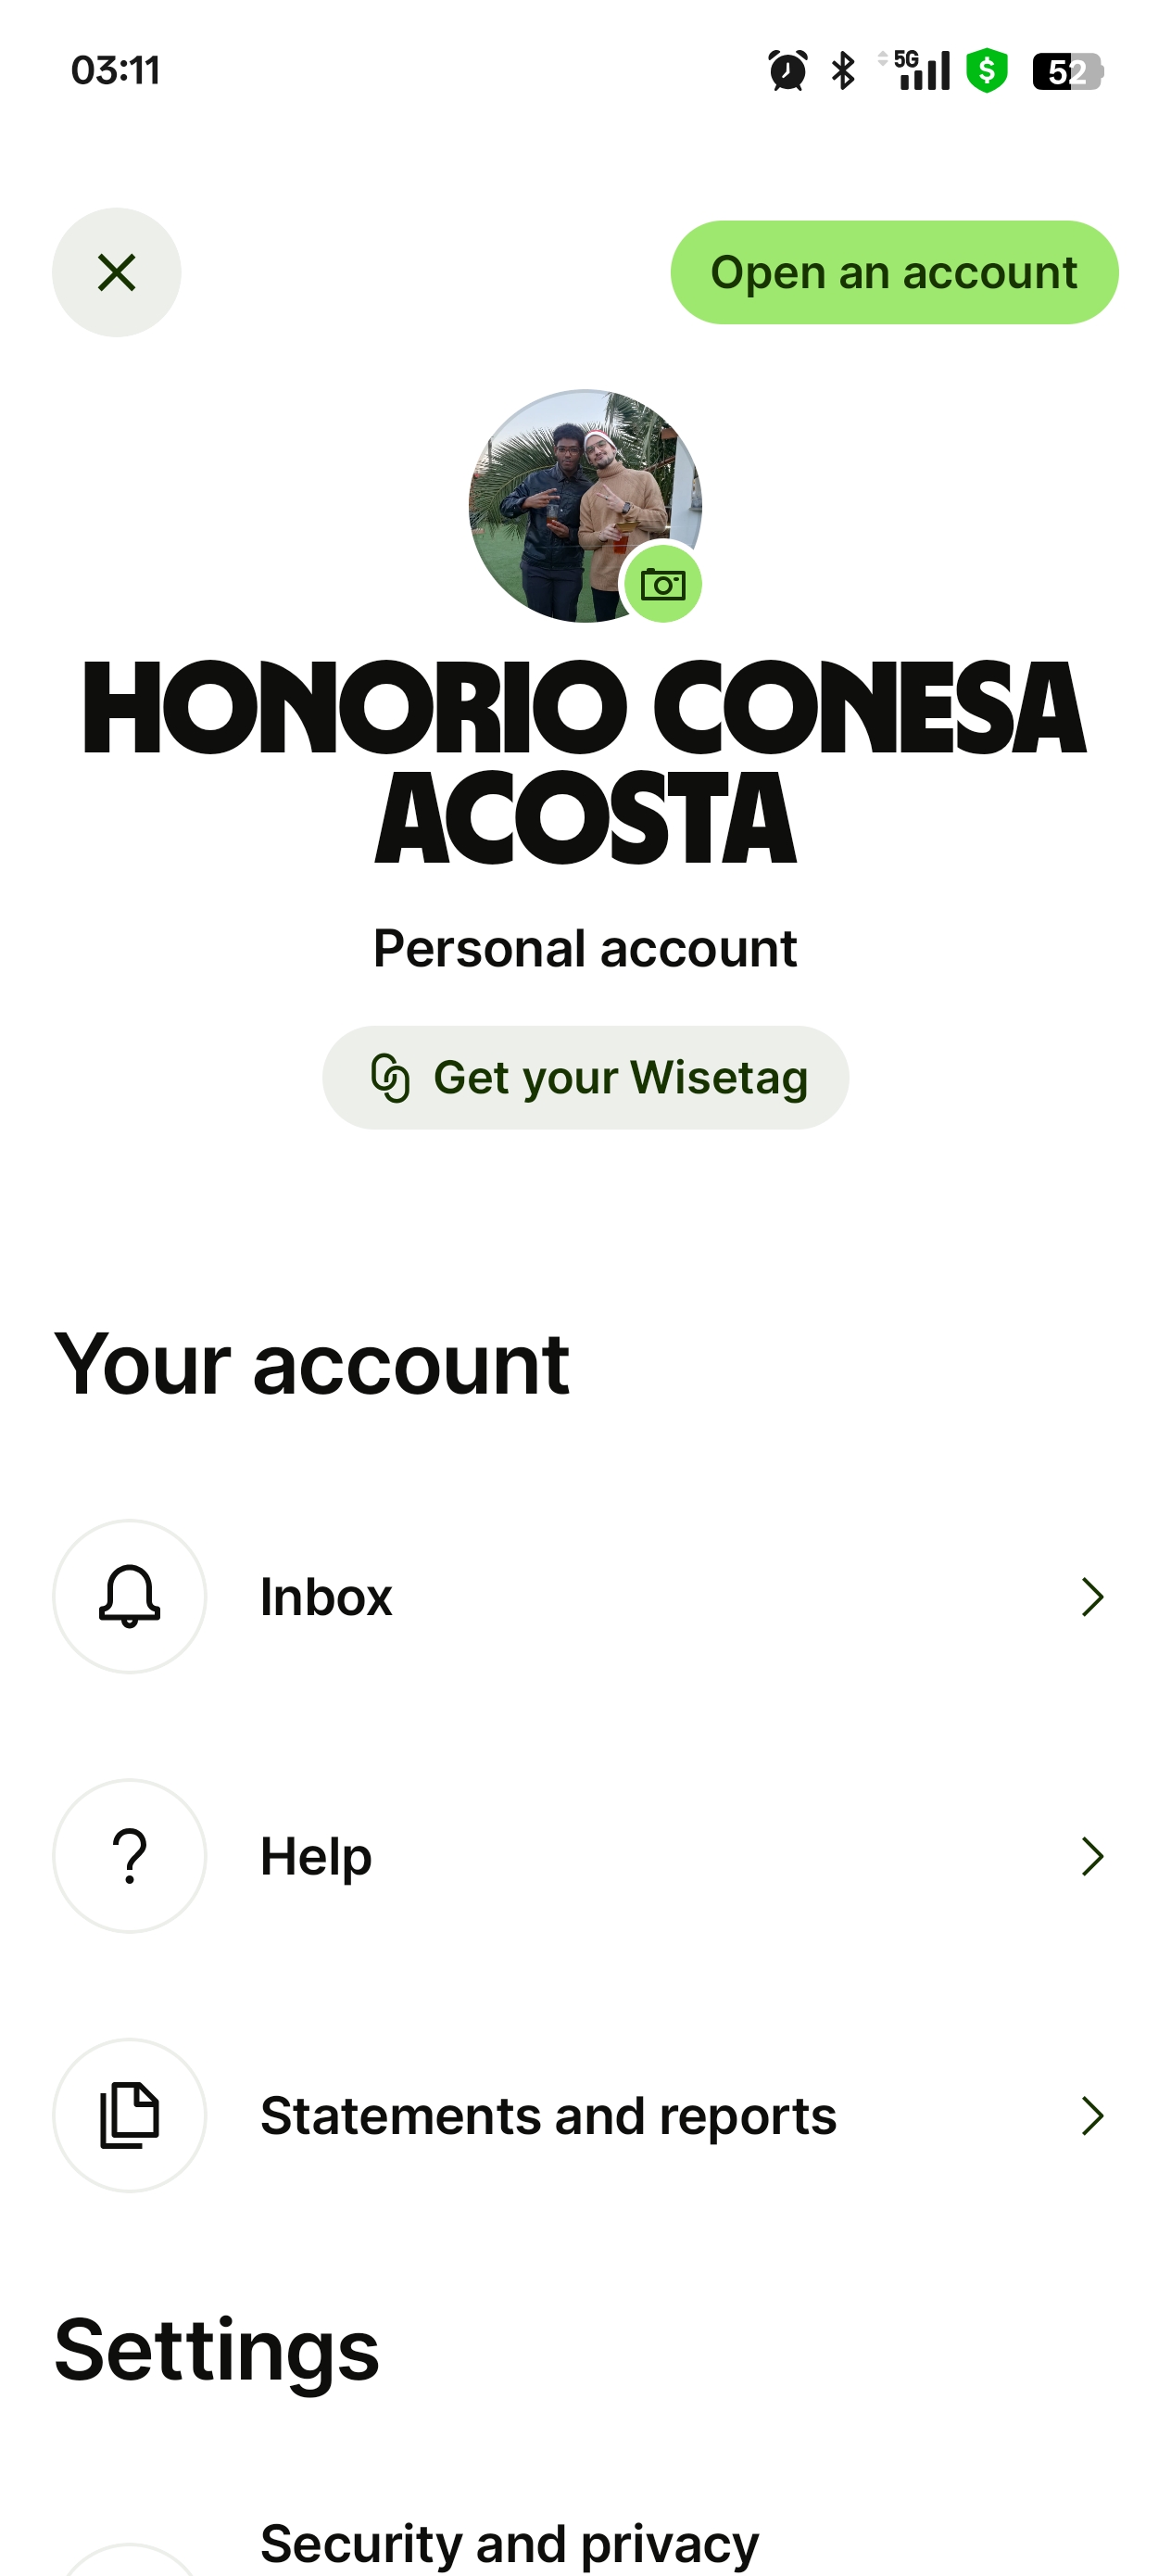 03:11
5G
52
Open an account
HONORIO CONESA
ACOSTA
Personal account
Get your Wisetag
Your account
Inbox
Help
Statements and reports
Settings
Security and privacy